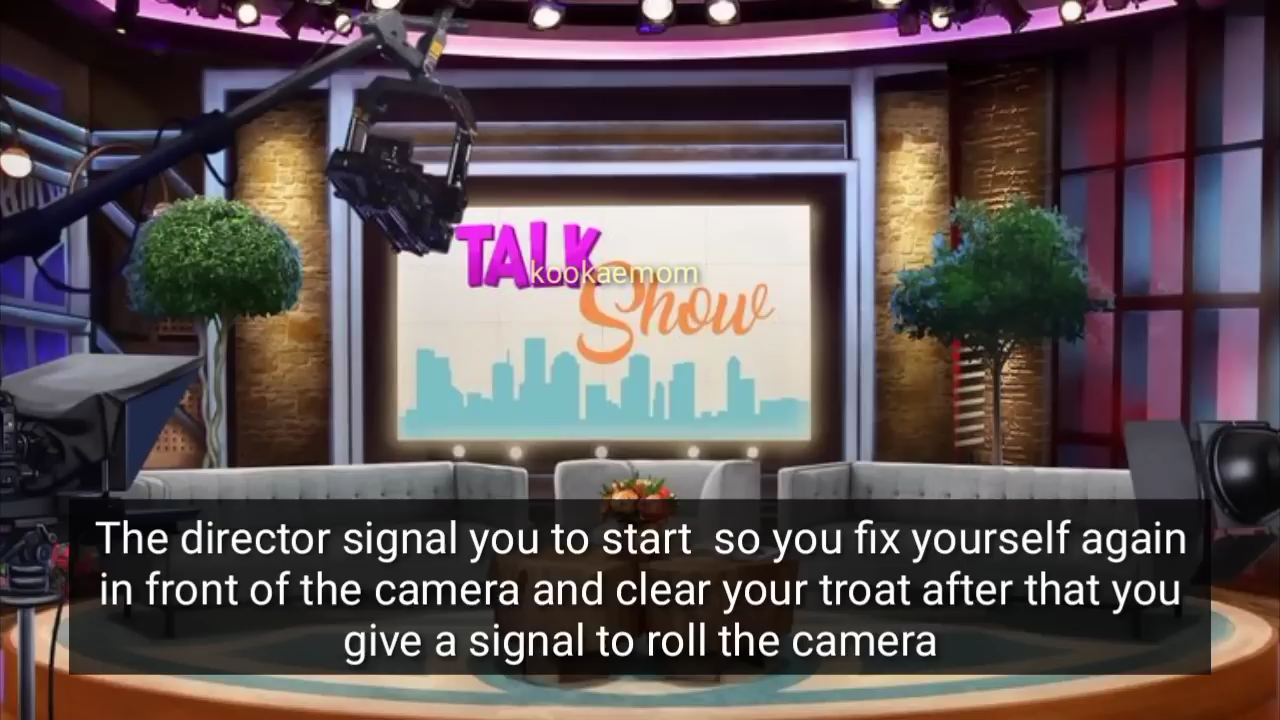 TALK
kookaemom
Show
The director signal you to start  so you fix yourself again
in front of the camera and clear your troat after that you
give a signal to roll the camera